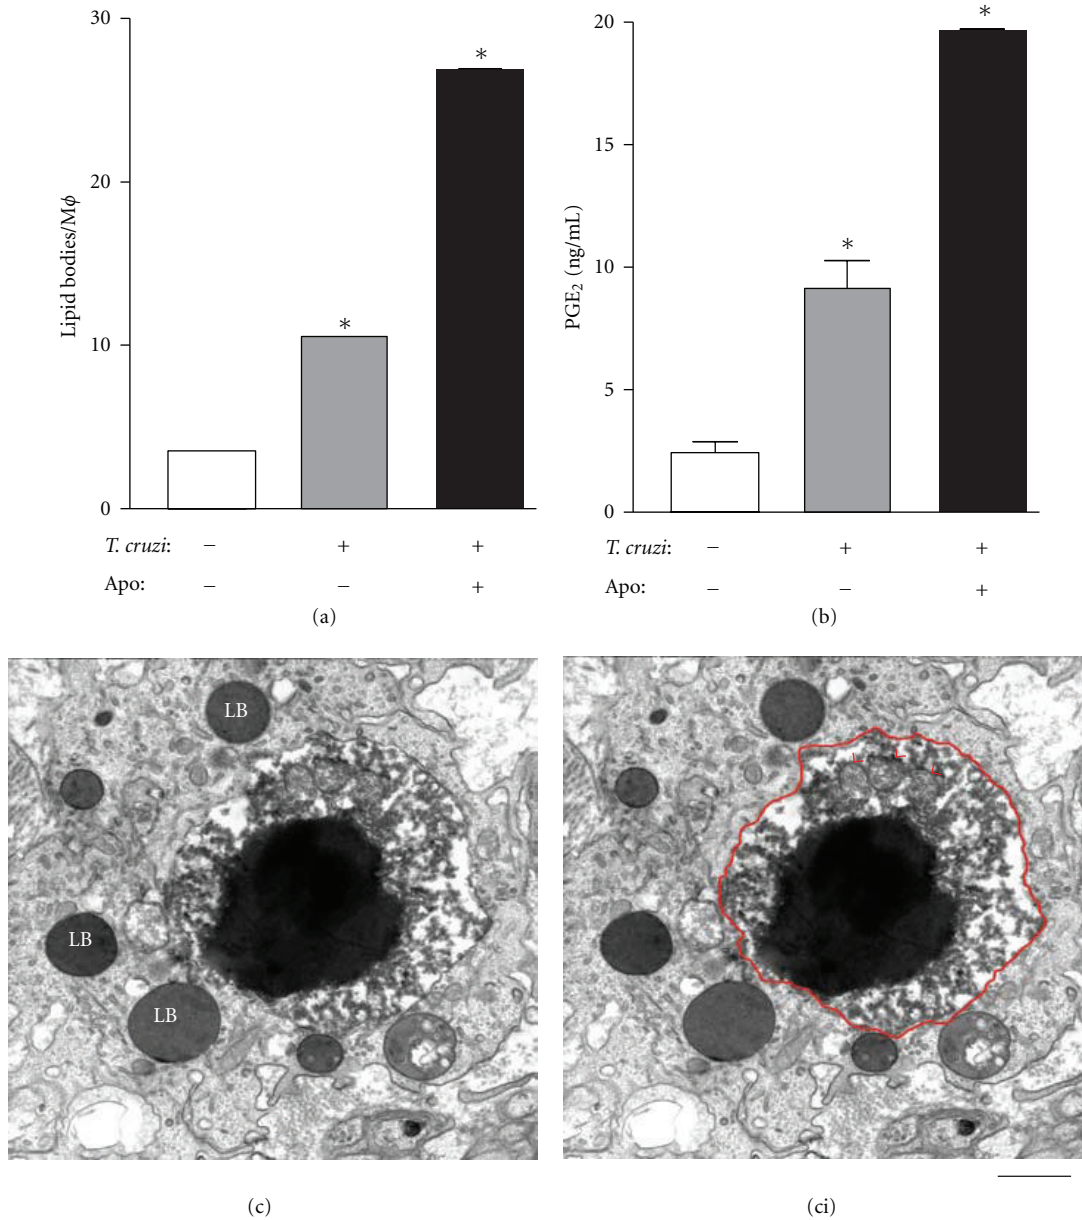 30
20
10
0
Lipid bodies/Mϕ
*
*
T. cruzi: − + +
Apo: − − +
(a)
20
15
10
5
0
PGE₂ (ng/mL)
*
*
T. cruzi: − + +
Apo: − − +
(b)
LB
LB
LB
(c)
(ci)